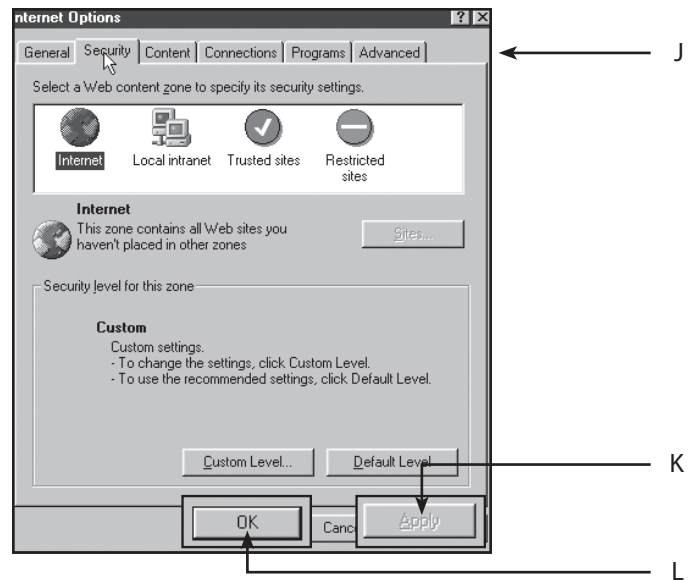 nternet Options
General Security Content Connections Programs Advanced
J
Select a Web content zone to specify its security settings.
Internet Local intranet Trusted sites Restricted sites
Internet
This zone contains all Web sites you
haven't placed in other zones
Sites...
Security level for this zone
Custom
Custom settings.
- To change the settings, click Custom Level.
- To use the recommended settings, click Default Level.
Custom Level... Default Level
K
OK Canc Apply
L